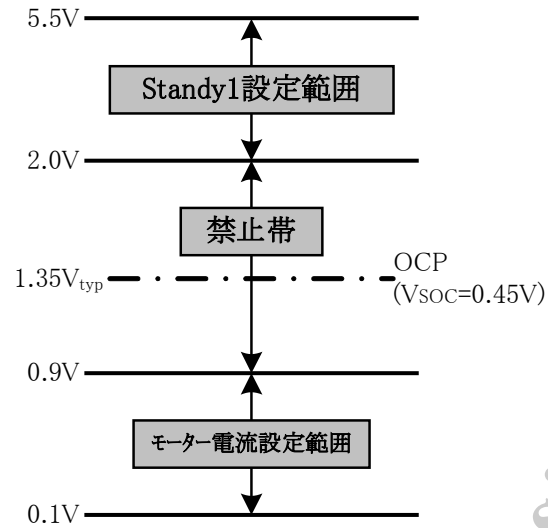 5.5V
Standy1設定範囲
2.0V
禁止帯
1.35Vtyp
OCP
(VSOC=0.45V)
0.9V
モーター電流設定範囲
0.1V